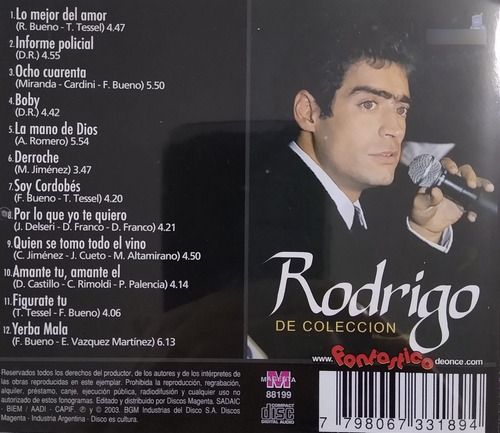 1.Lo mejor del amor
(R. Bueno - T. Tessel) 4.47
2.Informe policial
(D.R.) 4.55
3.Ocho cuarenta
(Miranda - Cardini - F. Bueno) 5.50
4.Boby
(D.R.) 4.42
5.La mano de Dios
(A. Romero) 5.54
6.Derroche
(M. Jiménez) 3.47
7.Soy Cordobés
(F. Bueno - T. Tessel) 4.20
8.Por lo que yo te quiero
(J. Delseri - D. Franco - D. Franco) 4.21
9.Quien se tomo todo el vino
(C. Jiménez - J. Cueto - M. Altamirano) 4.50
10.Amante tu, amante el
(D. Castillo - C. Rimoldi - P. Palencia) 4.14
11.Figurate tu
(T. Tessel - F. Bueno) 4.06
12.Yerba Mala
(F. Bueno - E. Vazquez Martínez) 6.13
Rodrigo
DE COLECCION
www.Fantasticodeonce.com
Reservados todos los derechos del productor, de los autores y de los intérpretes de
las obras reproducidas en este ejemplar. Prohibida la reproducción, regrabación,
alquiler, préstamo, canje, ejecución pública, radiodifusión y cualquier uso no
autorizado de estos fonogramas. Editado y distribuido por Discos Magenta, SADAIC
- BIEM / AADI - CAPIF. ℗ y © 2003, BGM Industrias del Disco S.A. Discos
Magenta - Industria Argentina - Es cultura.
M
MAGENTA
88199
COMPACT
disc
DIGITAL AUDIO
7 798067 331894